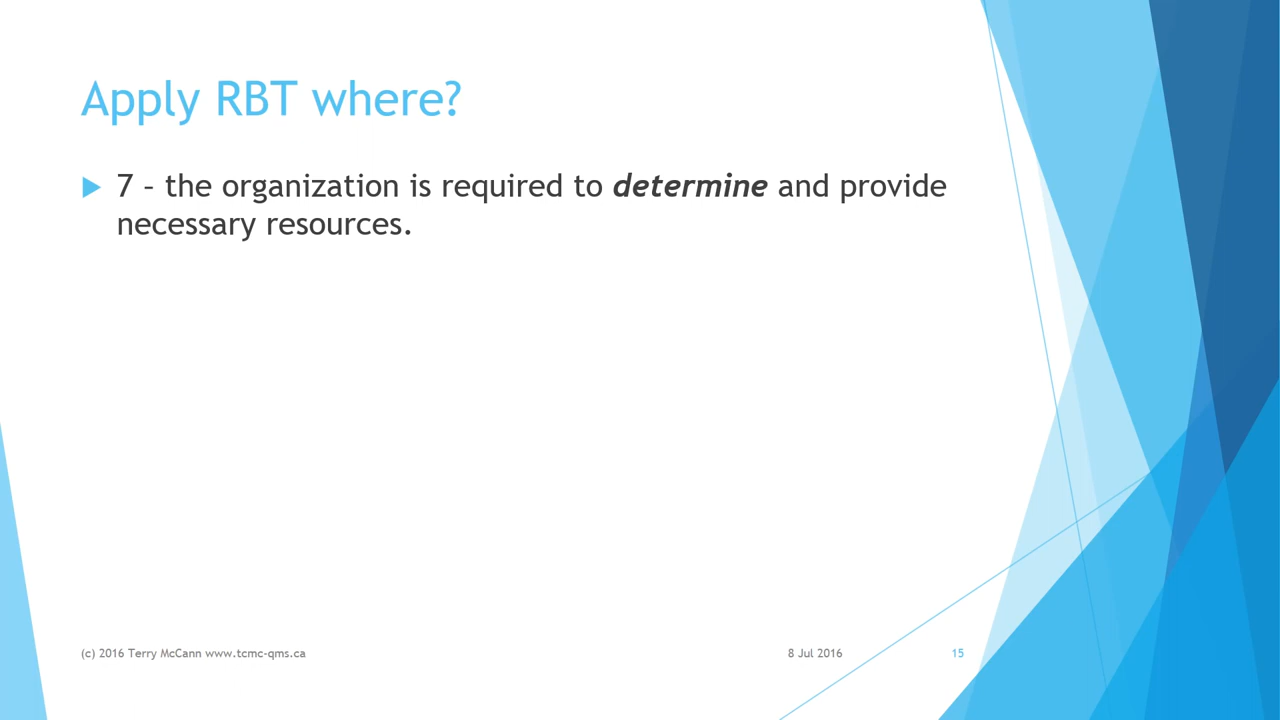 Apply RBT where?
7 – the organization is required to determine and provide
necessary resources.
(c) 2016 Terry McCann www.tcmc-qms.ca
8 Jul 2016
15